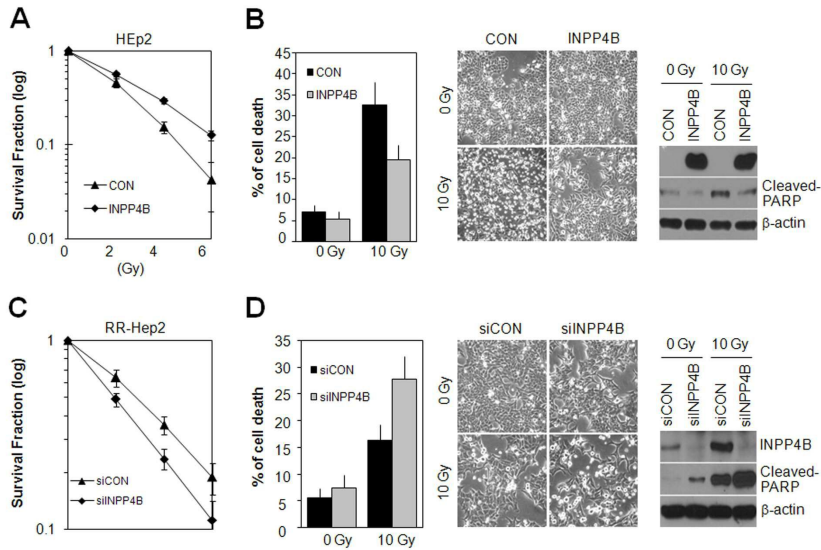 A
HEp2
Survival Fraction (log)
1
0.1
0.01
0 2 4 6
(Gy)
CON
INPP4B
B
% of cell death
45
40
35
30
25
20
15
10
5
0
CON
INPP4B
0 Gy 10 Gy
CON INPP4B
0 Gy
10 Gy
0 Gy 10 Gy
CON INPP4B CON INPP4B
Cleaved-
PARP
β-actin
C
RR-Hep2
Survival Fraction (log)
1
0.1
siCON
siINPP4B
D
% of cell death
35
30
25
20
15
10
5
0
siCON
siINPP4B
0 Gy 10 Gy
siCON siINPP4B
0 Gy
10 Gy
0 Gy 10 Gy
siCON siINPP4B siCON siINPP4B
INPP4B
Cleaved-
PARP
β-actin